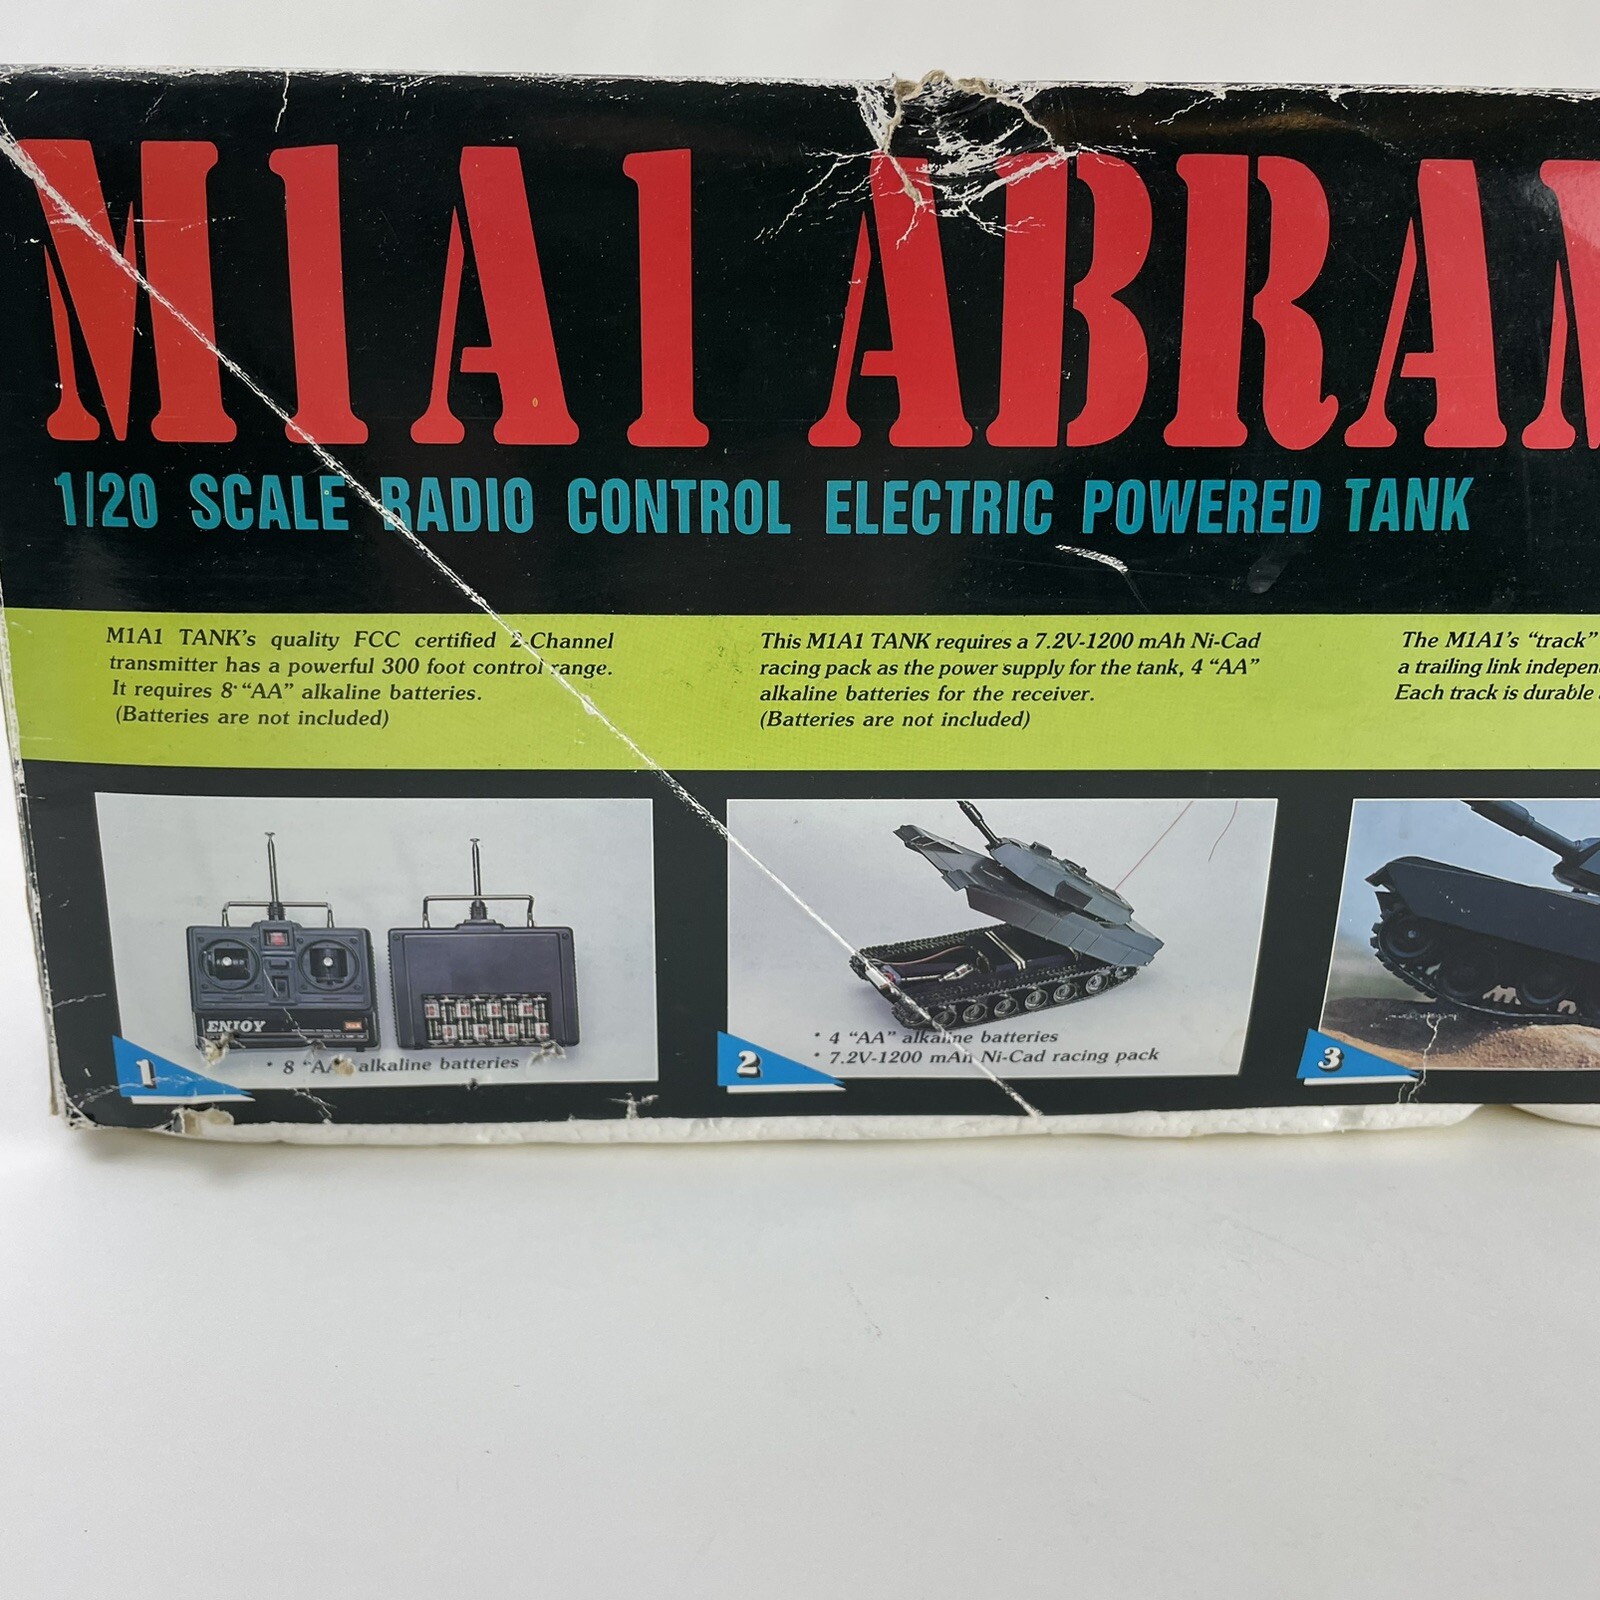 M1A1 ABRAM
1/20 SCALE RADIO CONTROL ELECTRIC POWERED TANK
M1A1 TANK's quality FCC certified 2-Channel
transmitter has a powerful 300 foot control range.
It requires 8 "AA" alkaline batteries.
(Batteries are not included)
This M1A1 TANK requires a 7.2V-1200 mAh Ni-Cad
racing pack as the power supply for the tank, 4 "AA"
alkaline batteries for the receiver.
(Batteries are not included)
The M1A1's "track"
a trailing link indepen
Each track is durable
ENJOY
* 8 "AA" alkaline batteries
1
* 4 "AA" alkaline batteries
* 7.2V-1200 mAh Ni-Cad racing pack
2
3